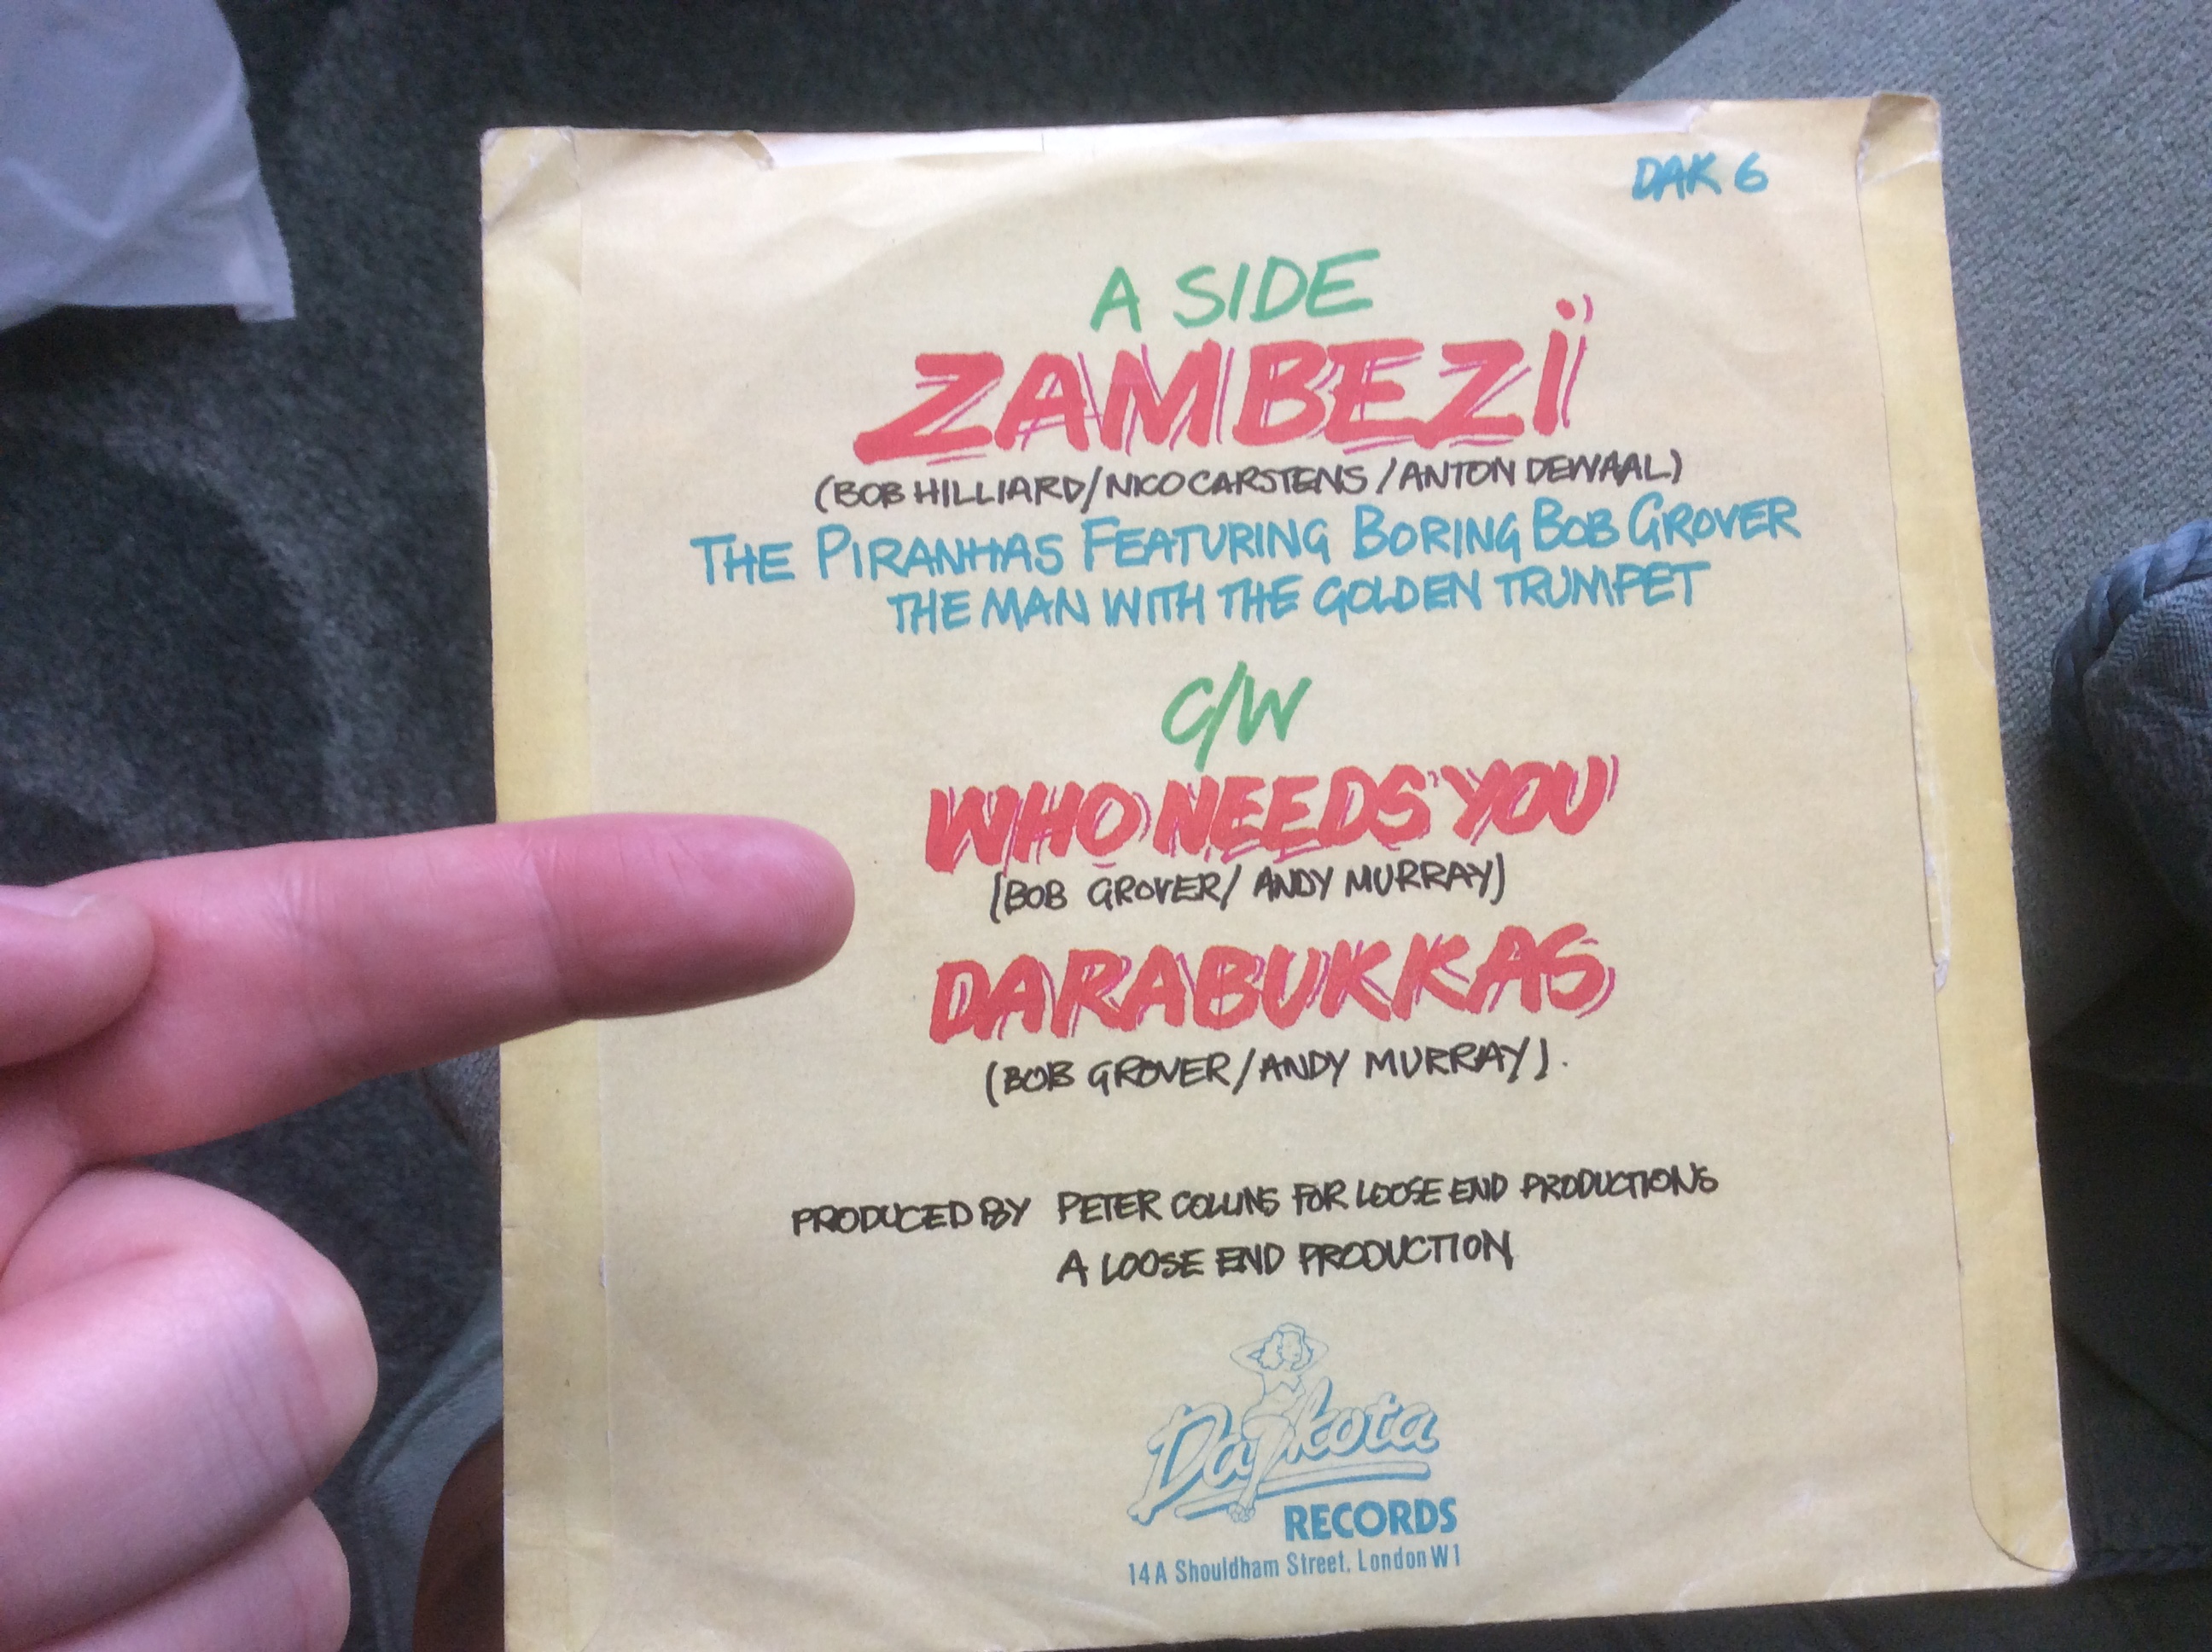 DAK 6
A SIDE
ZAMBEZÏ
(BOB HILLIARD/NICO CARSTENS/ANTON DEWAAL)
THE PIRANHAS FEATURING BORING BOB GROVER
THE MAN WITH THE GOLDEN TRUMPET
C/W
WHO NEEDS YOU
(BOB GROVER/ANDY MURRAY)
DARABUKKAS
(BOB GROVER/ANDY MURRAY).
PRODUCED BY PETER COLLINS FOR LOOSE END PRODUCTIONS
A LOOSE END PRODUCTION
Dakota
RECORDS
14A Shouldham Street. London W1